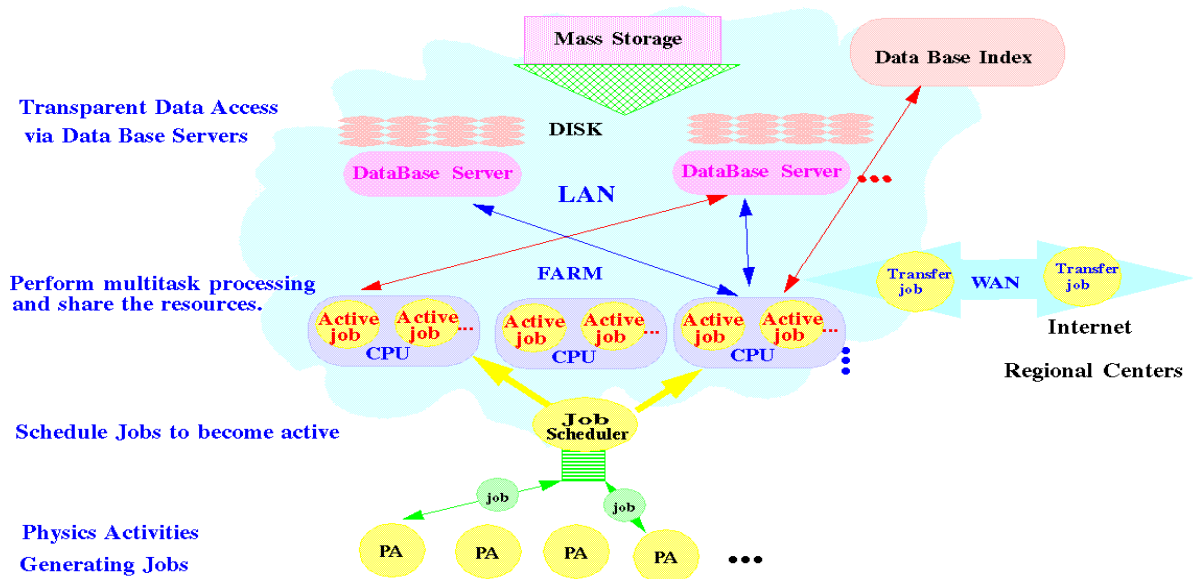 Mass Storage
Data Base Index
Transparent Data Access
via Data Base Servers
DISK
DataBase Server
DataBase Server
...
LAN
FARM
Perform multitask processing
and share the resources.
Transfer
job
WAN
Transfer
job
Active
job
Active
job
...
CPU
Active
job
Active
job
...
CPU
Active
job
Active
job
...
CPU
Internet
Regional Centers
Schedule Jobs to become active
Job
Scheduler
job
job
Physics Activities
Generating Jobs
PA
PA
PA
PA
...